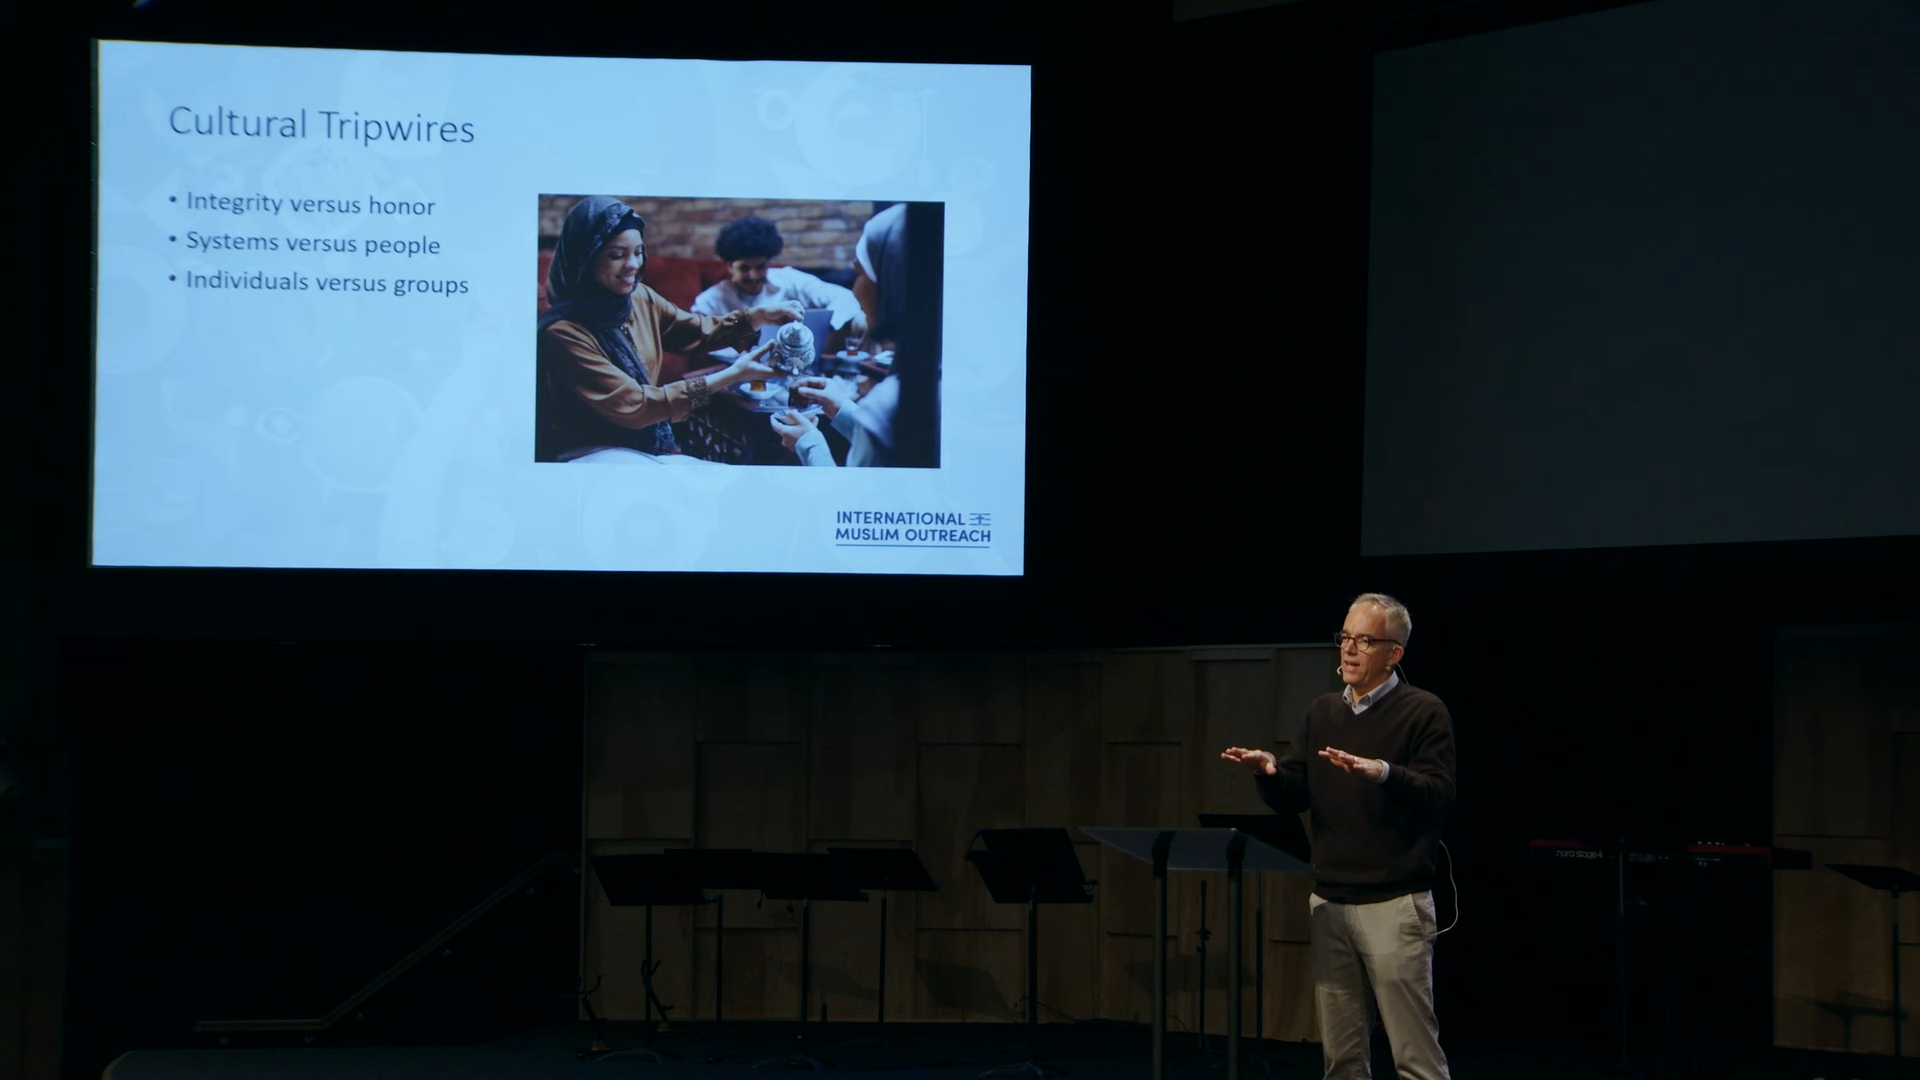 Cultural Tripwires
• Integrity versus honor
• Systems versus people
• Individuals versus groups
INTERNATIONAL
MUSLIM OUTREACH
nord stage 4